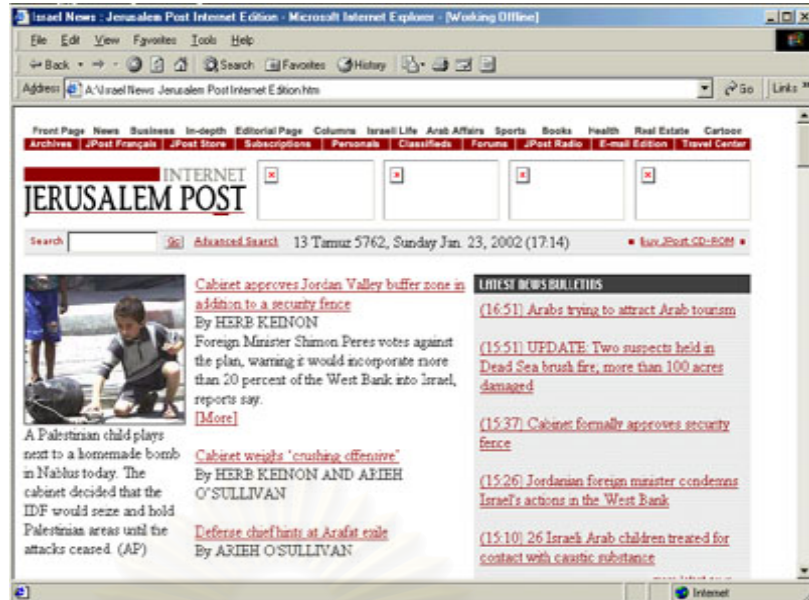 Israel News : Jerusalem Post Internet Edition - Microsoft Internet Explorer - [Working Offline]
File Edit View Favorites Tools Help
Back Search Favorites History
Address A:\Israel News Jerusalem Post Internet Edition.htm Go Links
Front Page News Business In-depth Editorial Page Columns Israeli Life Arab Affairs Sports Books Health Real Estate Cartoon
Archives JPost Français JPost Store Subscriptions Personals Classifieds Forums JPost Radio E-mail Edition Travel Center
INTERNET
JERUSALEM POST
Search Go Advanced Search 13 Tamuz 5762, Sunday Jun. 23, 2002 (17:14) Buy JPost CD-ROM
A Palestinian child plays
next to a homemade bomb
in Nablus today. The
cabinet decided that the
IDF would seize and hold
Palestinian areas until the
attacks ceased. (AP)
Cabinet approves Jordan Valley buffer zone in
addition to a security fence
By HERB KEINON
Foreign Minister Shimon Peres votes against
the plan, warning it would incorporate more
than 20 percent of the West Bank into Israel,
reports say.
[More]
Cabinet weighs 'crushing offensive'
By HERB KEINON AND ARIEH
O'SULLIVAN
Defense chief hints at Arafat exile
By ARIEH O'SULLIVAN
LATEST NEWS BULLETINS
(16:51) Arabs trying to attract Arab tourism
(15:51) UPDATE: Two suspects held in
Dead Sea brush fire; more than 100 acres
damaged
(15:37) Cabinet formally approves security
fence
(15:26) Jordanian foreign minister condemns
Israel's actions in the West Bank
(15:10) 26 Israeli Arab children treated for
contact with caustic substance
Internet